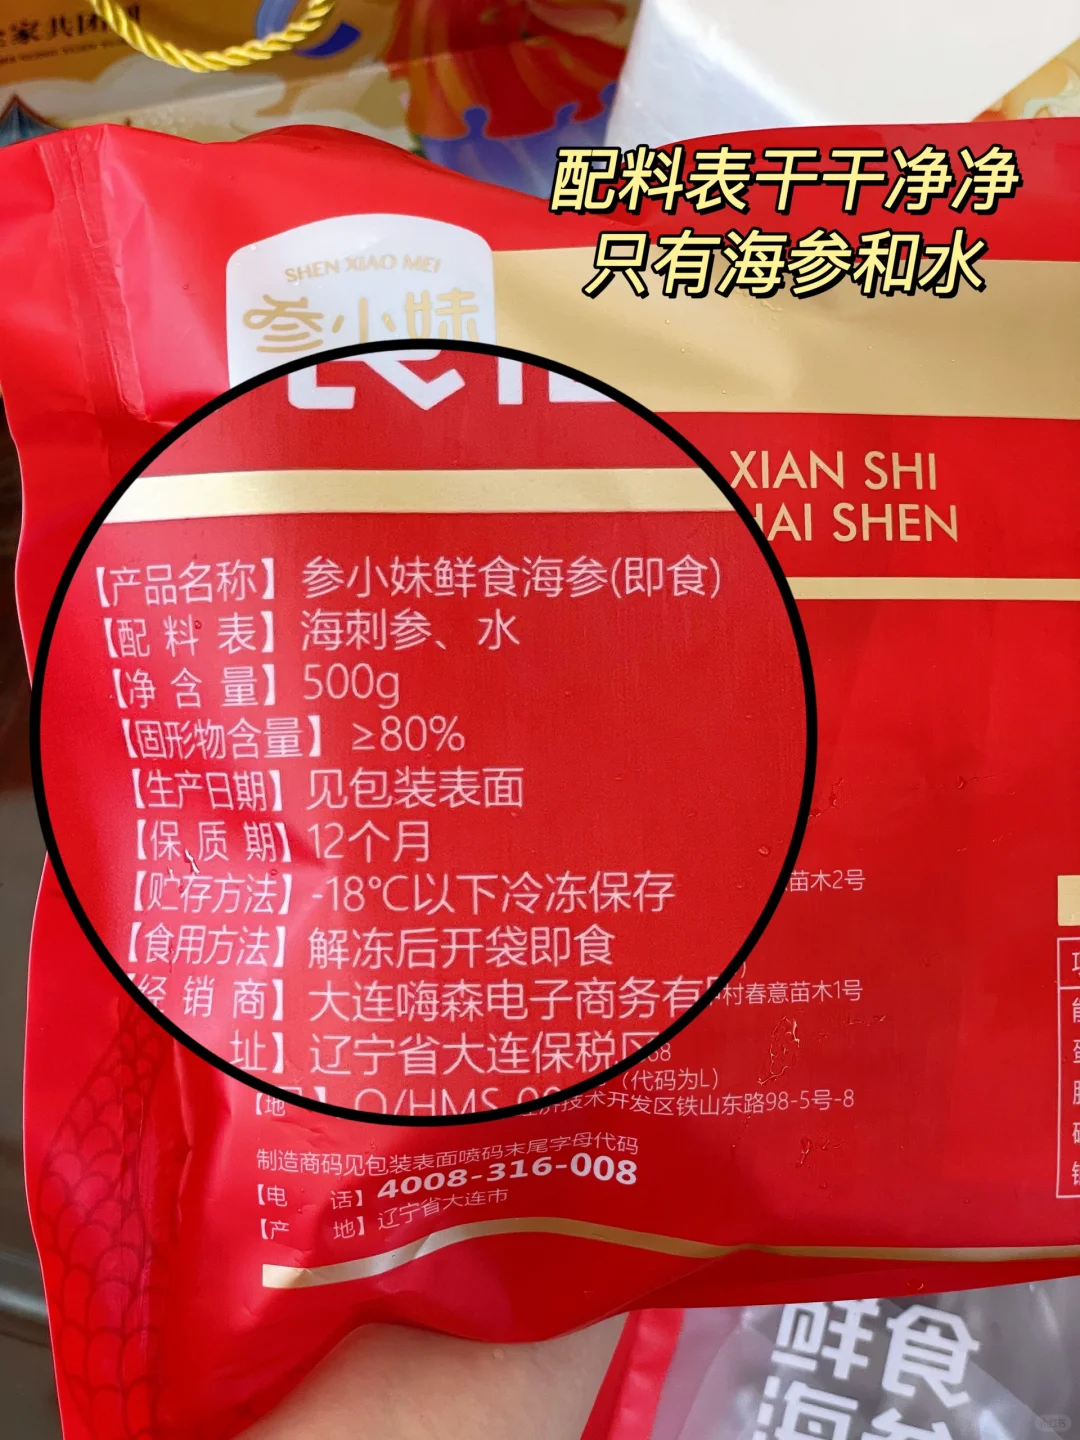 全家共团圆
配料表干干净净
只有海参和水
SHEN XIAO MEI
参小妹
XIAN SHI
HAI SHEN
【产品名称】参小妹鲜食海参(即食)
【配料表】海刺参、水
【净含量】500g
【固形物含量】≥80%
【生产日期】见包装表面
【保质期】12个月
【贮存方法】-18℃以下冷冻保存
苗木2号
【食用方法】解冻后开袋即食
【经销商】大连嗨森电子商务有
村春意苗木1号
址】辽宁省大连保税区
68
（代码为L）
【地】Q/HMS
技术开发区铁山东路98-5号-8
制造商码见包装表面喷码末尾字母代码
【电话】4008-316-008
【产地】辽宁省大连市
鲜食
海参